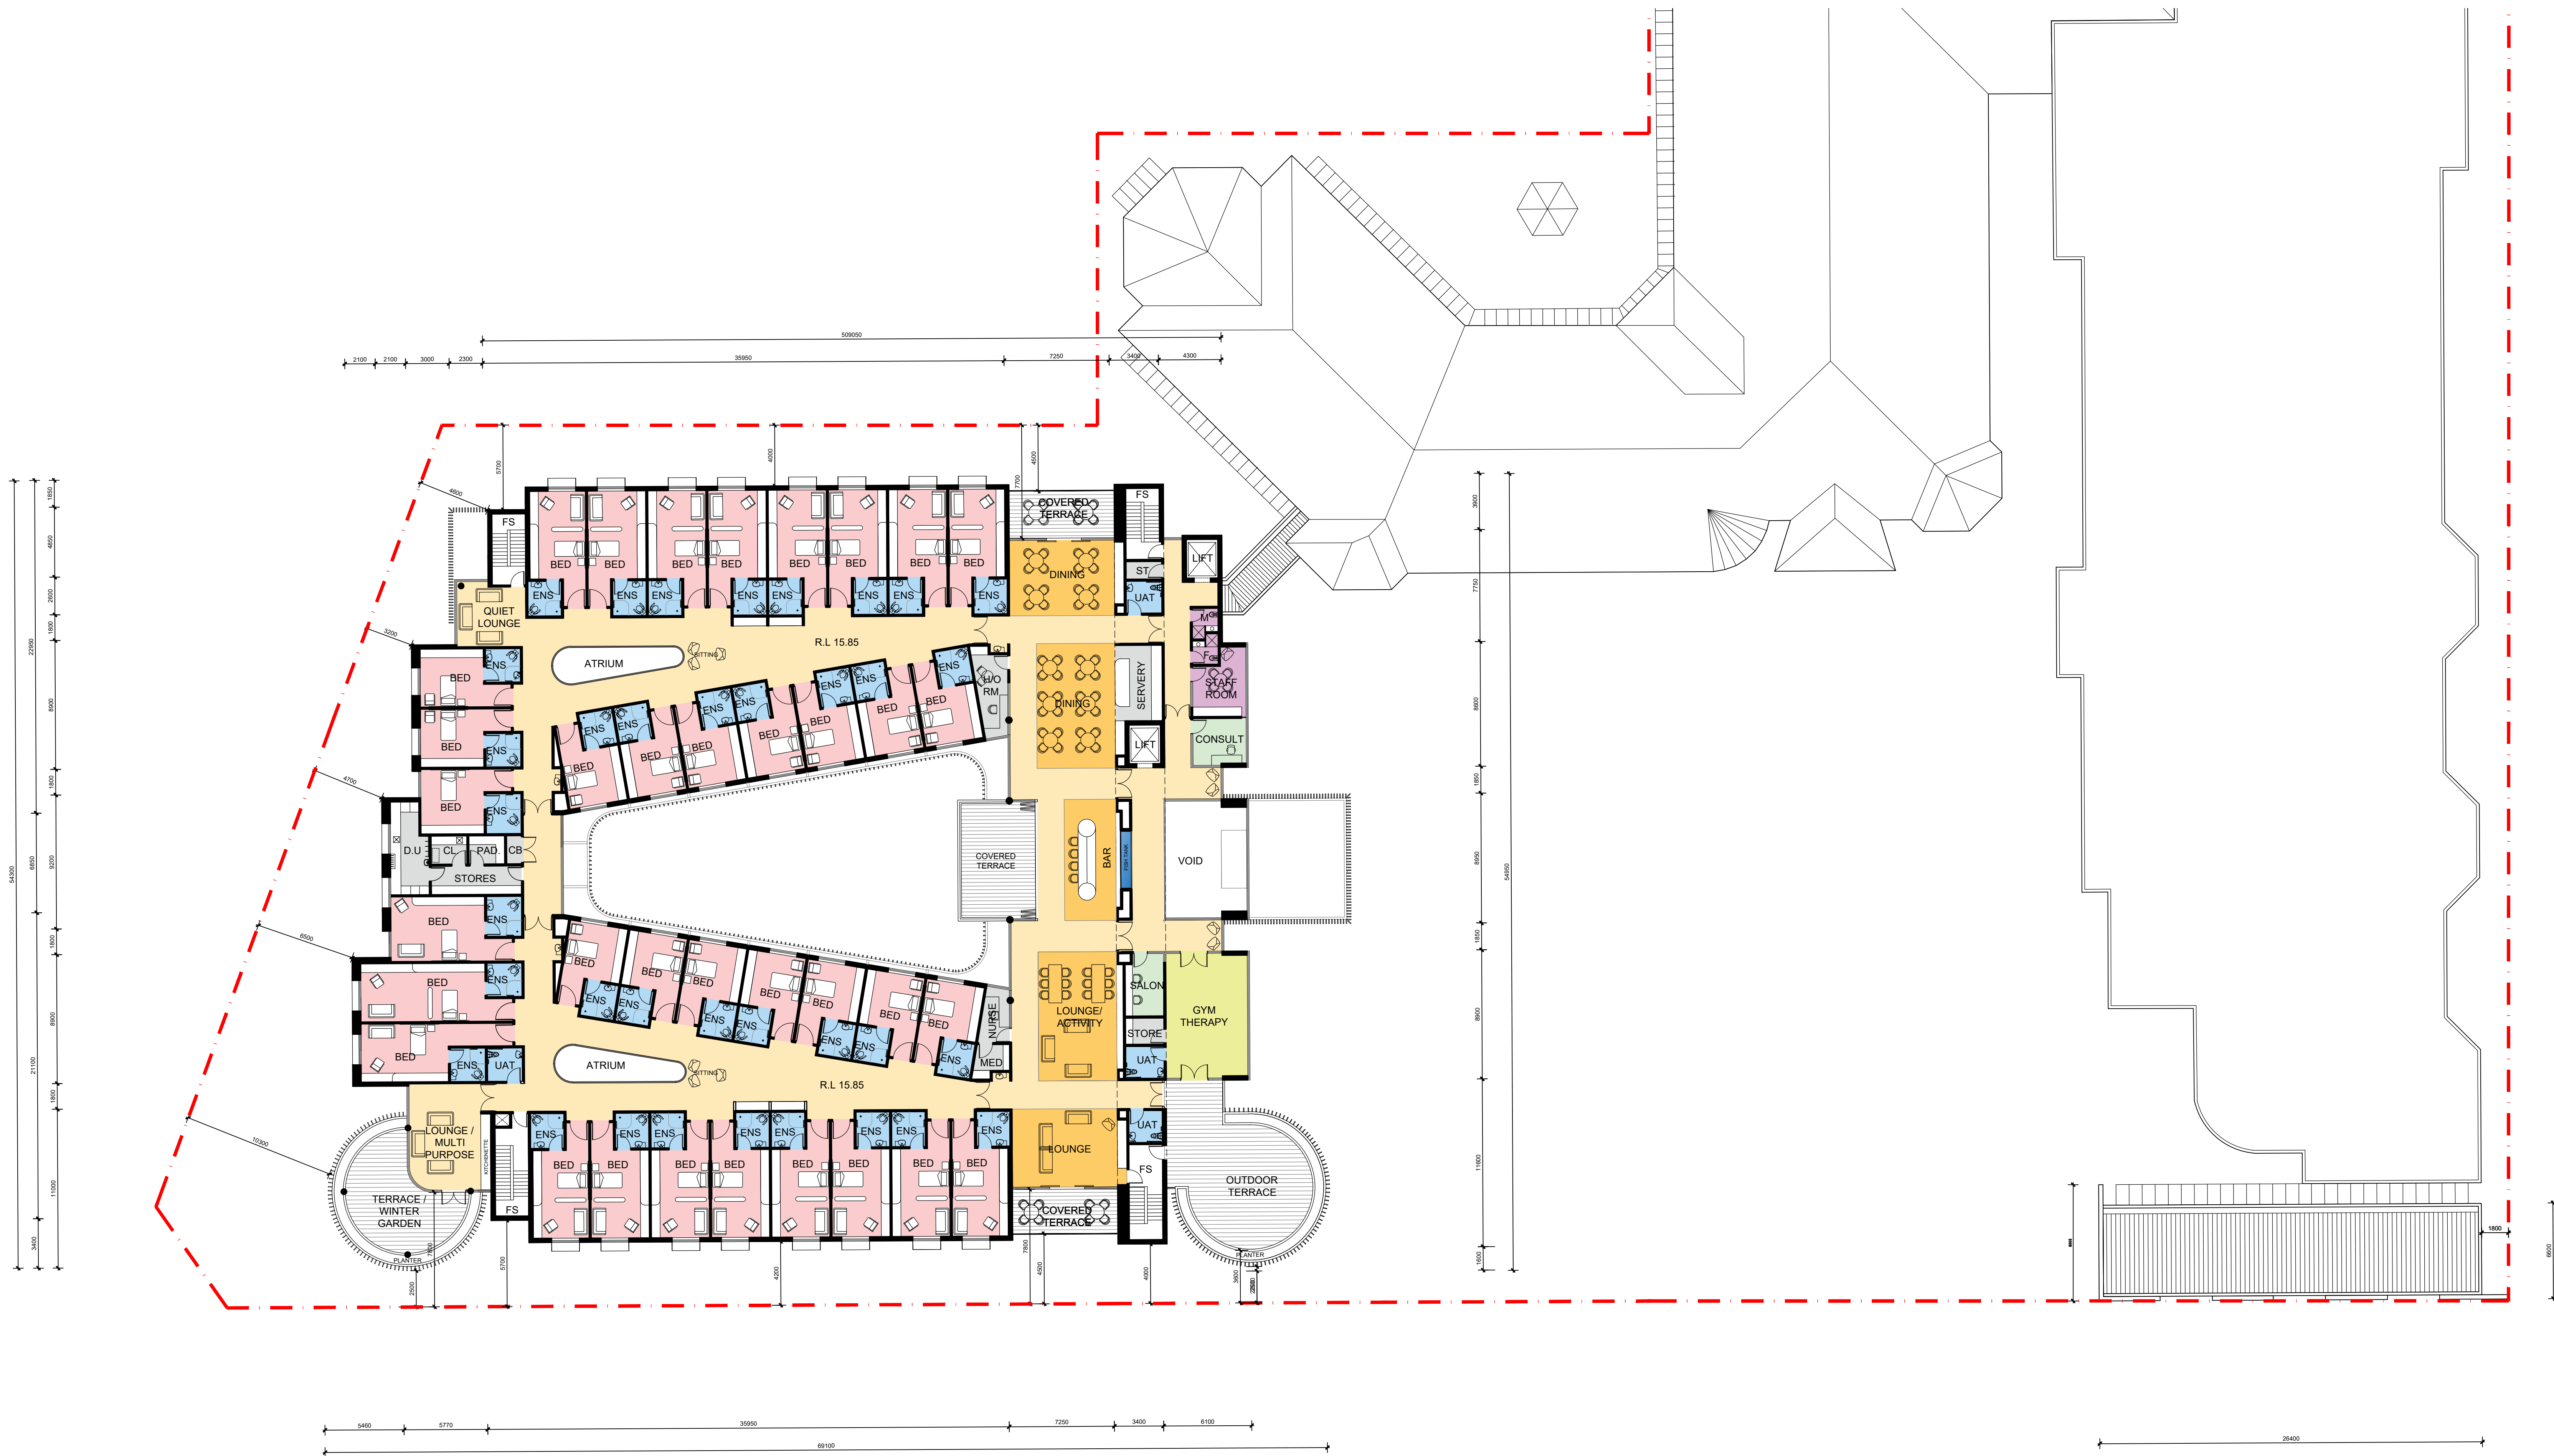 509050
2100
2100
3000
2300
35950
7250
3400
4300
5700
4000
7700
4500
4600
3200
4700
6500
10300
54300
22950
6850
21100
3400
1850
4850
2600
1800
8900
1800
9200
1800
8900
1800
11000
3900
7750
8600
1850
8950
1850
8900
11600
1600
54950
FS
BED
BED
BED
BED
BED
BED
BED
BED
ENS
ENS
ENS
ENS
ENS
ENS
ENS
ENS
COVERED
TERRACE
FS
DINING
ST
UAT
LIFT
QUIET
LOUNGE
R.L 15.85
ATRIUM
SITTING
M
F
STAFF
ROOM
SERVERY
H/O
RM
DINING
LIFT
CONSULT
BED
ENS
BED
ENS
BED
ENS
ENS
ENS
ENS
ENS
ENS
ENS
ENS
BED
BED
BED
BED
BED
BED
BED
D.U
CL.
PAD.
CB
STORES
COVERED
TERRACE
BAR
FISH TANK
VOID
BED
ENS
BED
ENS
BED
ENS
UAT
BED
BED
BED
BED
BED
BED
BED
ENS
ENS
ENS
ENS
ENS
ENS
ENS
NURSE
MED
LOUNGE/
ACTIVITY
SALON
STORE
UAT
GYM
THERAPY
ATRIUM
SITTING
R.L 15.85
LOUNGE /
MULTI
PURPOSE
KITCHENETTE
TERRACE /
WINTER
GARDEN
PLANTER
FS
ENS
ENS
ENS
ENS
ENS
ENS
ENS
ENS
BED
BED
BED
BED
BED
BED
BED
BED
LOUNGE
COVERED
TERRACE
UAT
FS
OUTDOOR
TERRACE
PLANTER
2500
7800
5700
4200
7800
4500
4000
3600
1800
6600
5460
5770
35950
7250
3400
6100
69100
26400